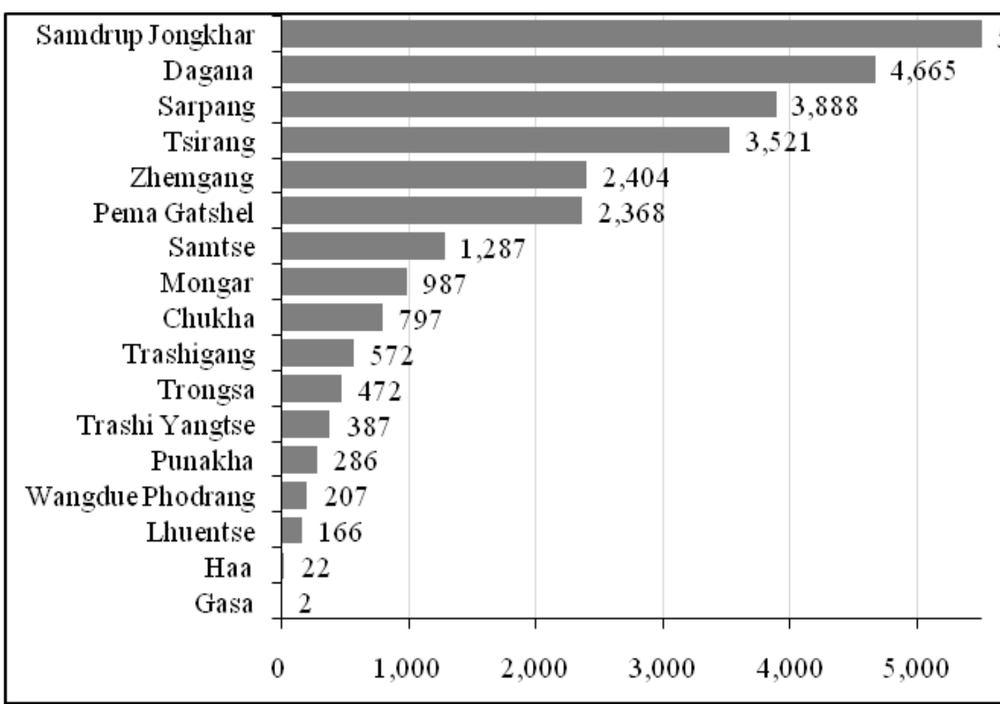 Samdrup Jongkhar
Dagana 4,665
Sarpang 3,888
Tsirang 3,521
Zhemgang 2,404
Pema Gatshel 2,368
Samtse 1,287
Mongar 987
Chukha 797
Trashigang 572
Trongsa 472
Trashi Yangtse 387
Punakha 286
Wangdue Phodrang 207
Lhuentse 166
Haa 22
Gasa 2
0 1,000 2,000 3,000 4,000 5,000